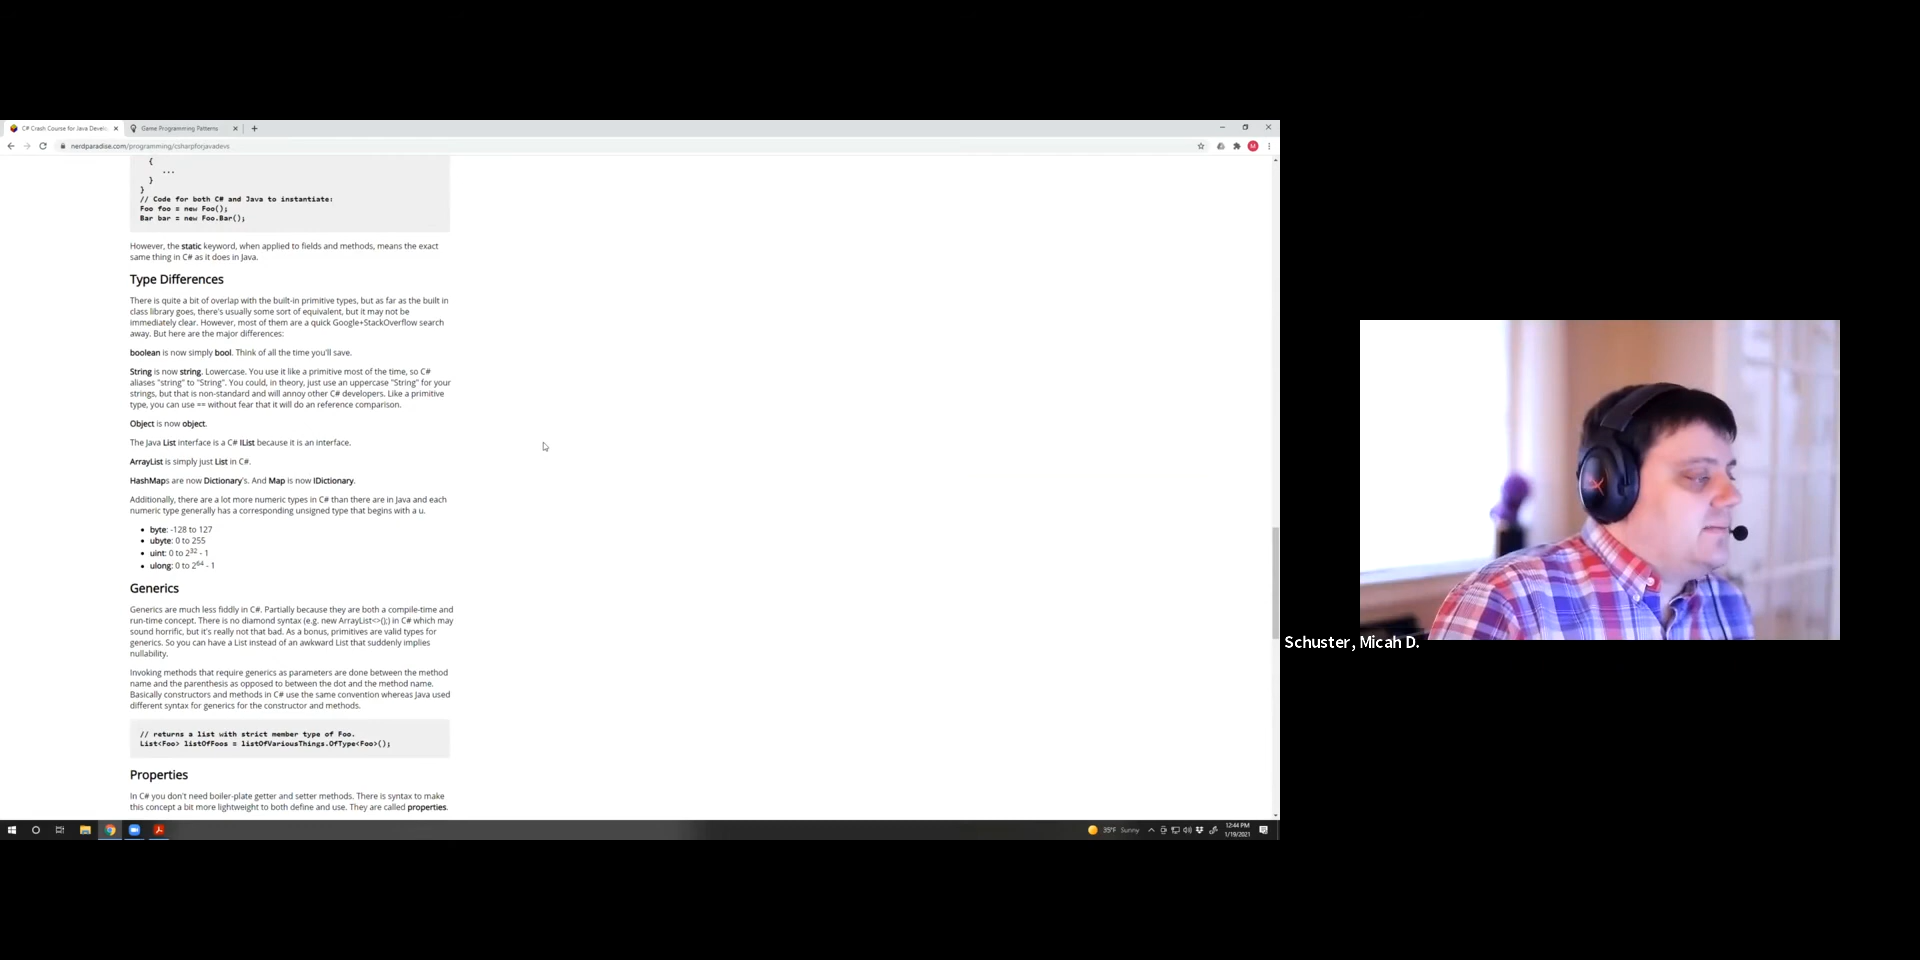 C# Crash Course for Java Develo
Game Programming Patterns
nerdparadise.com/programming/csharpforjavadevs
M
{
...
}
}
// Code for both C# and Java to instantiate:
Foo foo = new Foo();
Bar bar = new Foo.Bar();
However, the static keyword, when applied to fields and methods, means the exact
same thing in C# as it does in Java.
Type Differences
There is quite a bit of overlap with the built-in primitive types, but as far as the built in
class library goes, there's usually some sort of equivalent, but it may not be
immediately clear. However, most of them are a quick Google+StackOverflow search
away. But here are the major differences:
boolean is now simply bool. Think of all the time you'll save.
String is now string. Lowercase. You use it like a primitive most of the time, so C#
aliases "string" to "String". You could, in theory, just use an uppercase "String" for your
strings, but that is non-standard and will annoy other C# developers. Like a primitive
type, you can use == without fear that it will do an reference comparison.
Object is now object.
The Java List interface is a C# IList because it is an interface.
ArrayList is simply just List in C#.
HashMaps are now Dictionary's. And Map is now IDictionary.
Additionally, there are a lot more numeric types in C# than there are in Java and each
numeric type generally has a corresponding unsigned type that begins with a u.
• byte: -128 to 127
• ubyte: 0 to 255
• uint: 0 to 2^32 - 1
• ulong: 0 to 2^64 - 1
Generics
Generics are much less fiddly in C#. Partially because they are both a compile-time and
run-time concept. There is no diamond syntax (e.g. new ArrayList<>();) in C# which may
sound horrific, but it's really not that bad. As a bonus, primitives are valid types for
generics. So you can have a List instead of an awkward List that suddenly implies
nullability.
Invoking methods that require generics as parameters are done between the method
name and the parenthesis as opposed to between the dot and the method name.
Basically constructors and methods in C# use the same convention whereas Java used
different syntax for generics for the constructor and methods.
// returns a list with strict member type of Foo.
List<Foo> listOfFoos = listOfVariousThings.OfType<Foo>();
Properties
In C# you don't need boiler-plate getter and setter methods. There is syntax to make
this concept a bit more lightweight to both define and use. They are called properties.
35°F Sunny
12:44 PM
1/19/2021
Schuster, Micah D.